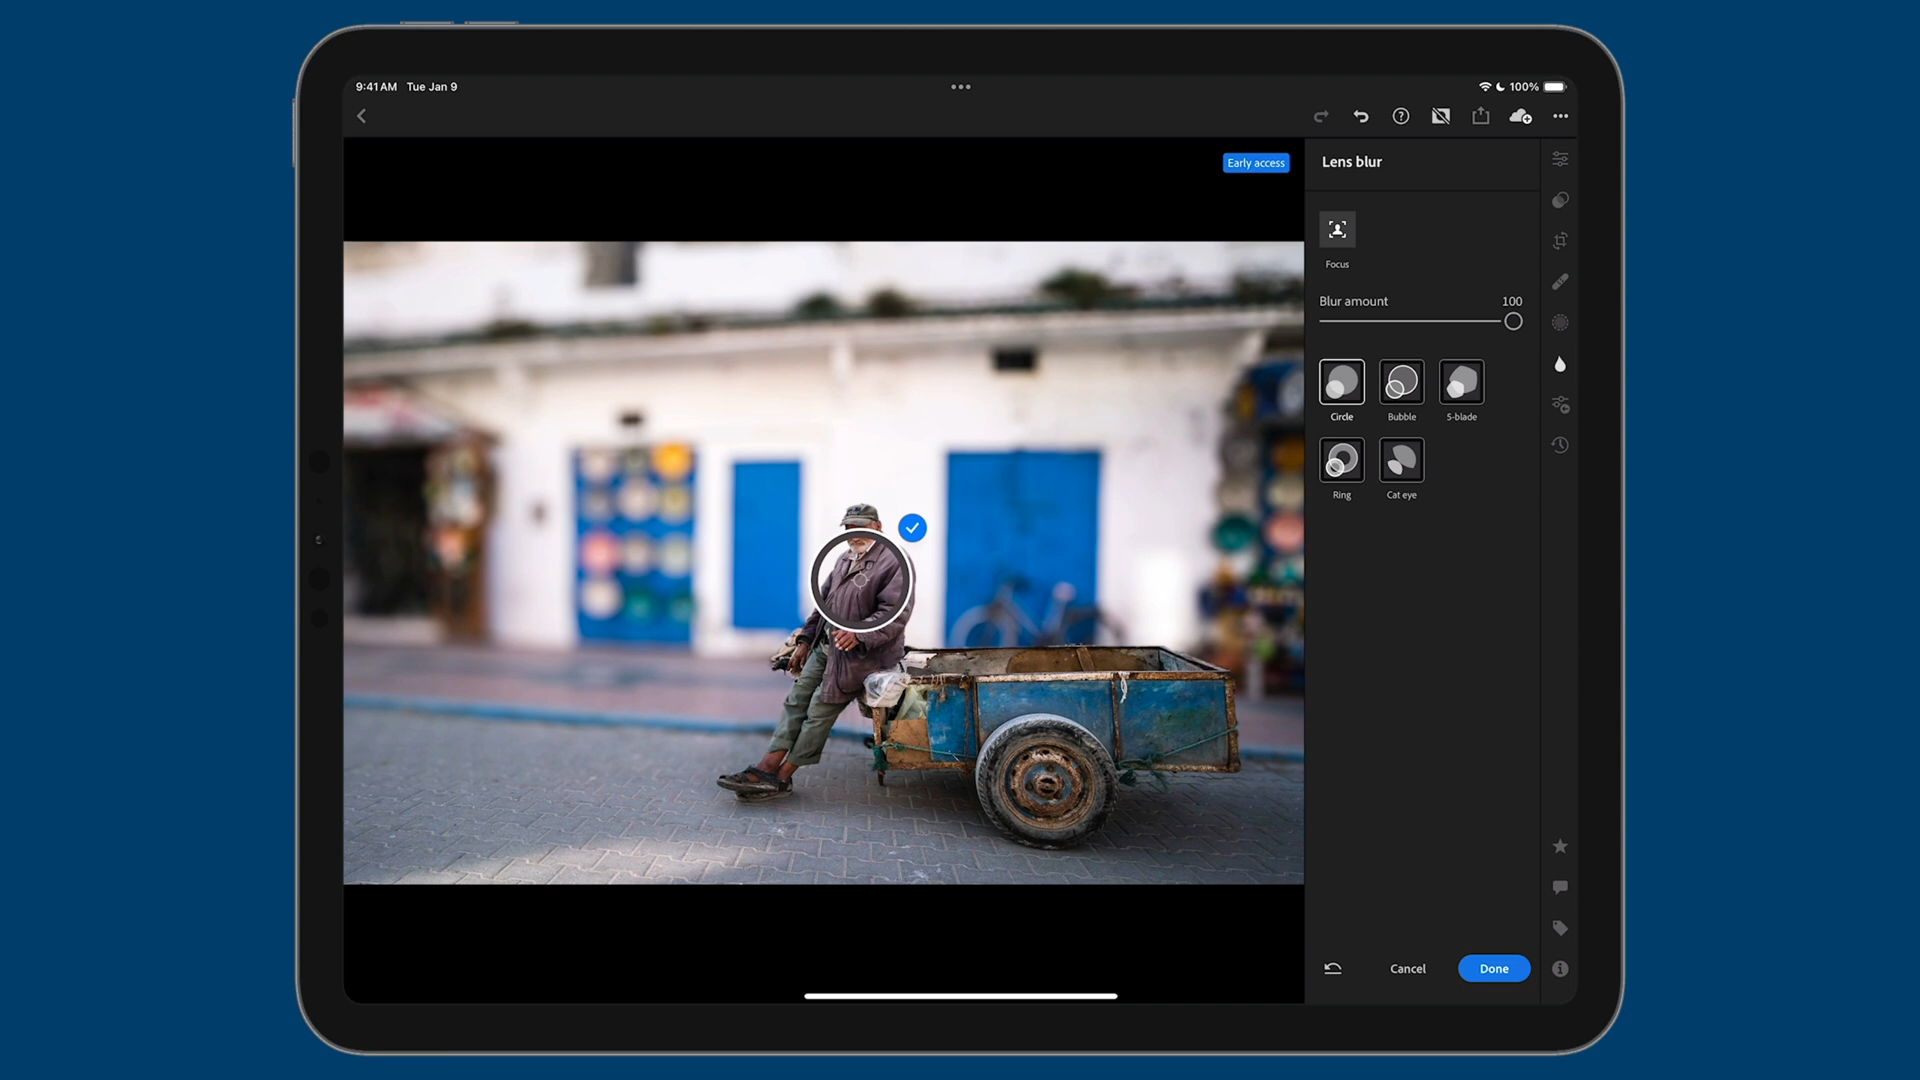 9:41 AM Tue Jan 9
100%
Early access
Lens blur
Focus
Blur amount 100
Circle Bubble 5-blade
Ring Cat eye
Cancel Done